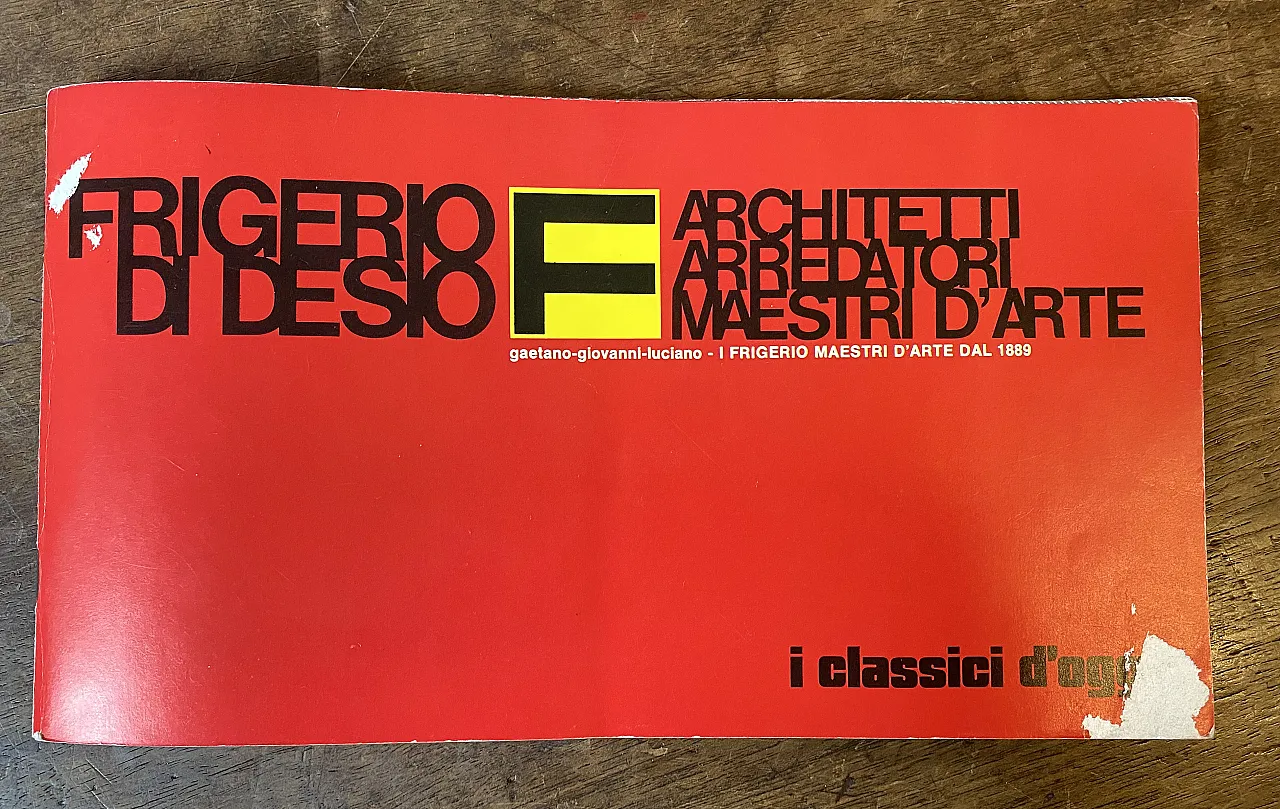 FRIGERIO
DI DESIO
F
ARCHITETTI
ARREDATORI
MAESTRI D'ARTE
gaetano-giovanni-luciano - I FRIGERIO MAESTRI D'ARTE DAL 1889
i classici